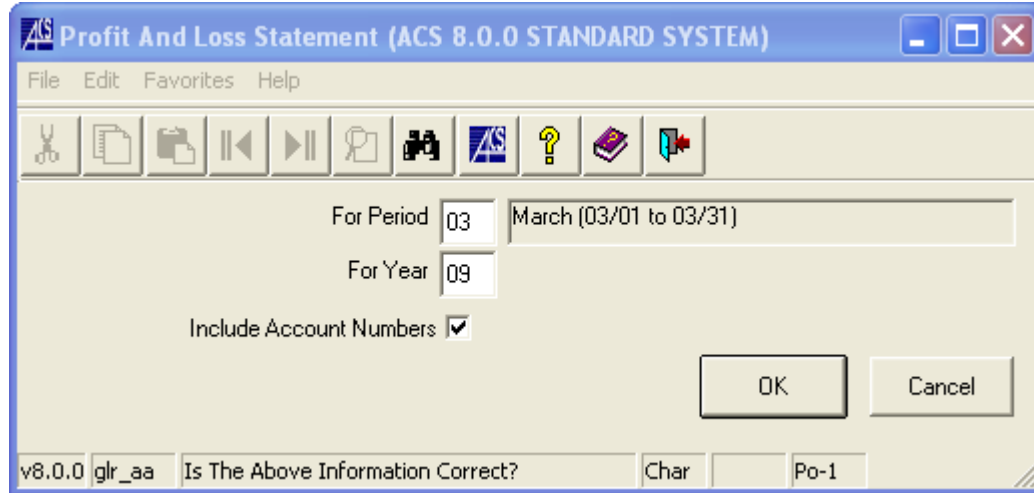 ACS Profit And Loss Statement (ACS 8.0.0 STANDARD SYSTEM)
File Edit Favorites Help
ACS ? ?
For Period 03 March (03/01 to 03/31)
For Year 09
Include Account Numbers
OK Cancel
v8.0.0 glr_aa Is The Above Information Correct? Char Po-1